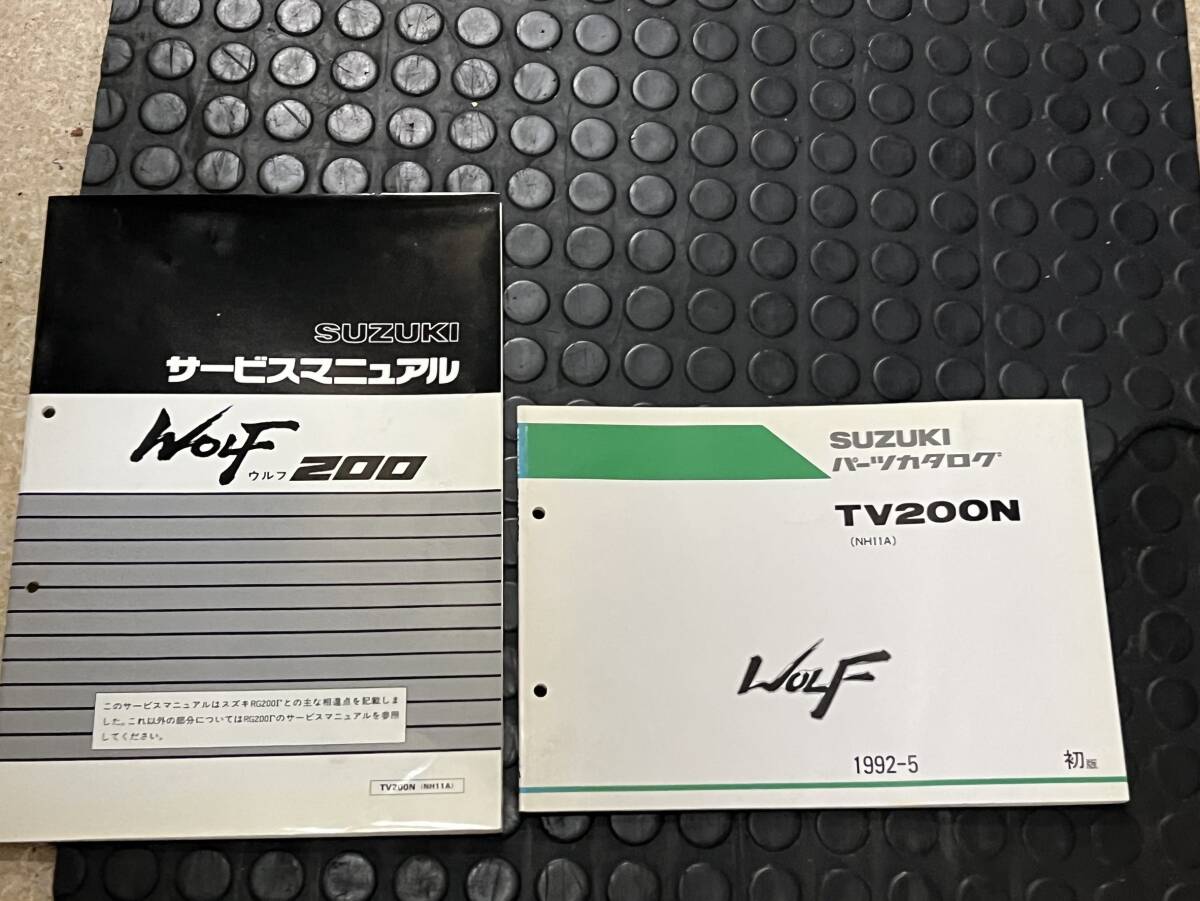 SUZUKI
サービスマニュアル
WOLF
ウルフ 200
このサービスマニュアルはスズキRG200Γとの主な相違点を記載しま
した。これ以外の部分についてはRG200Γのサービスマニュアルを参照
してください。
TV200N (NH11A)
SUZUKI
パーツカタログ
TV200N
(NH11A)
WOLF
1992-5
初版